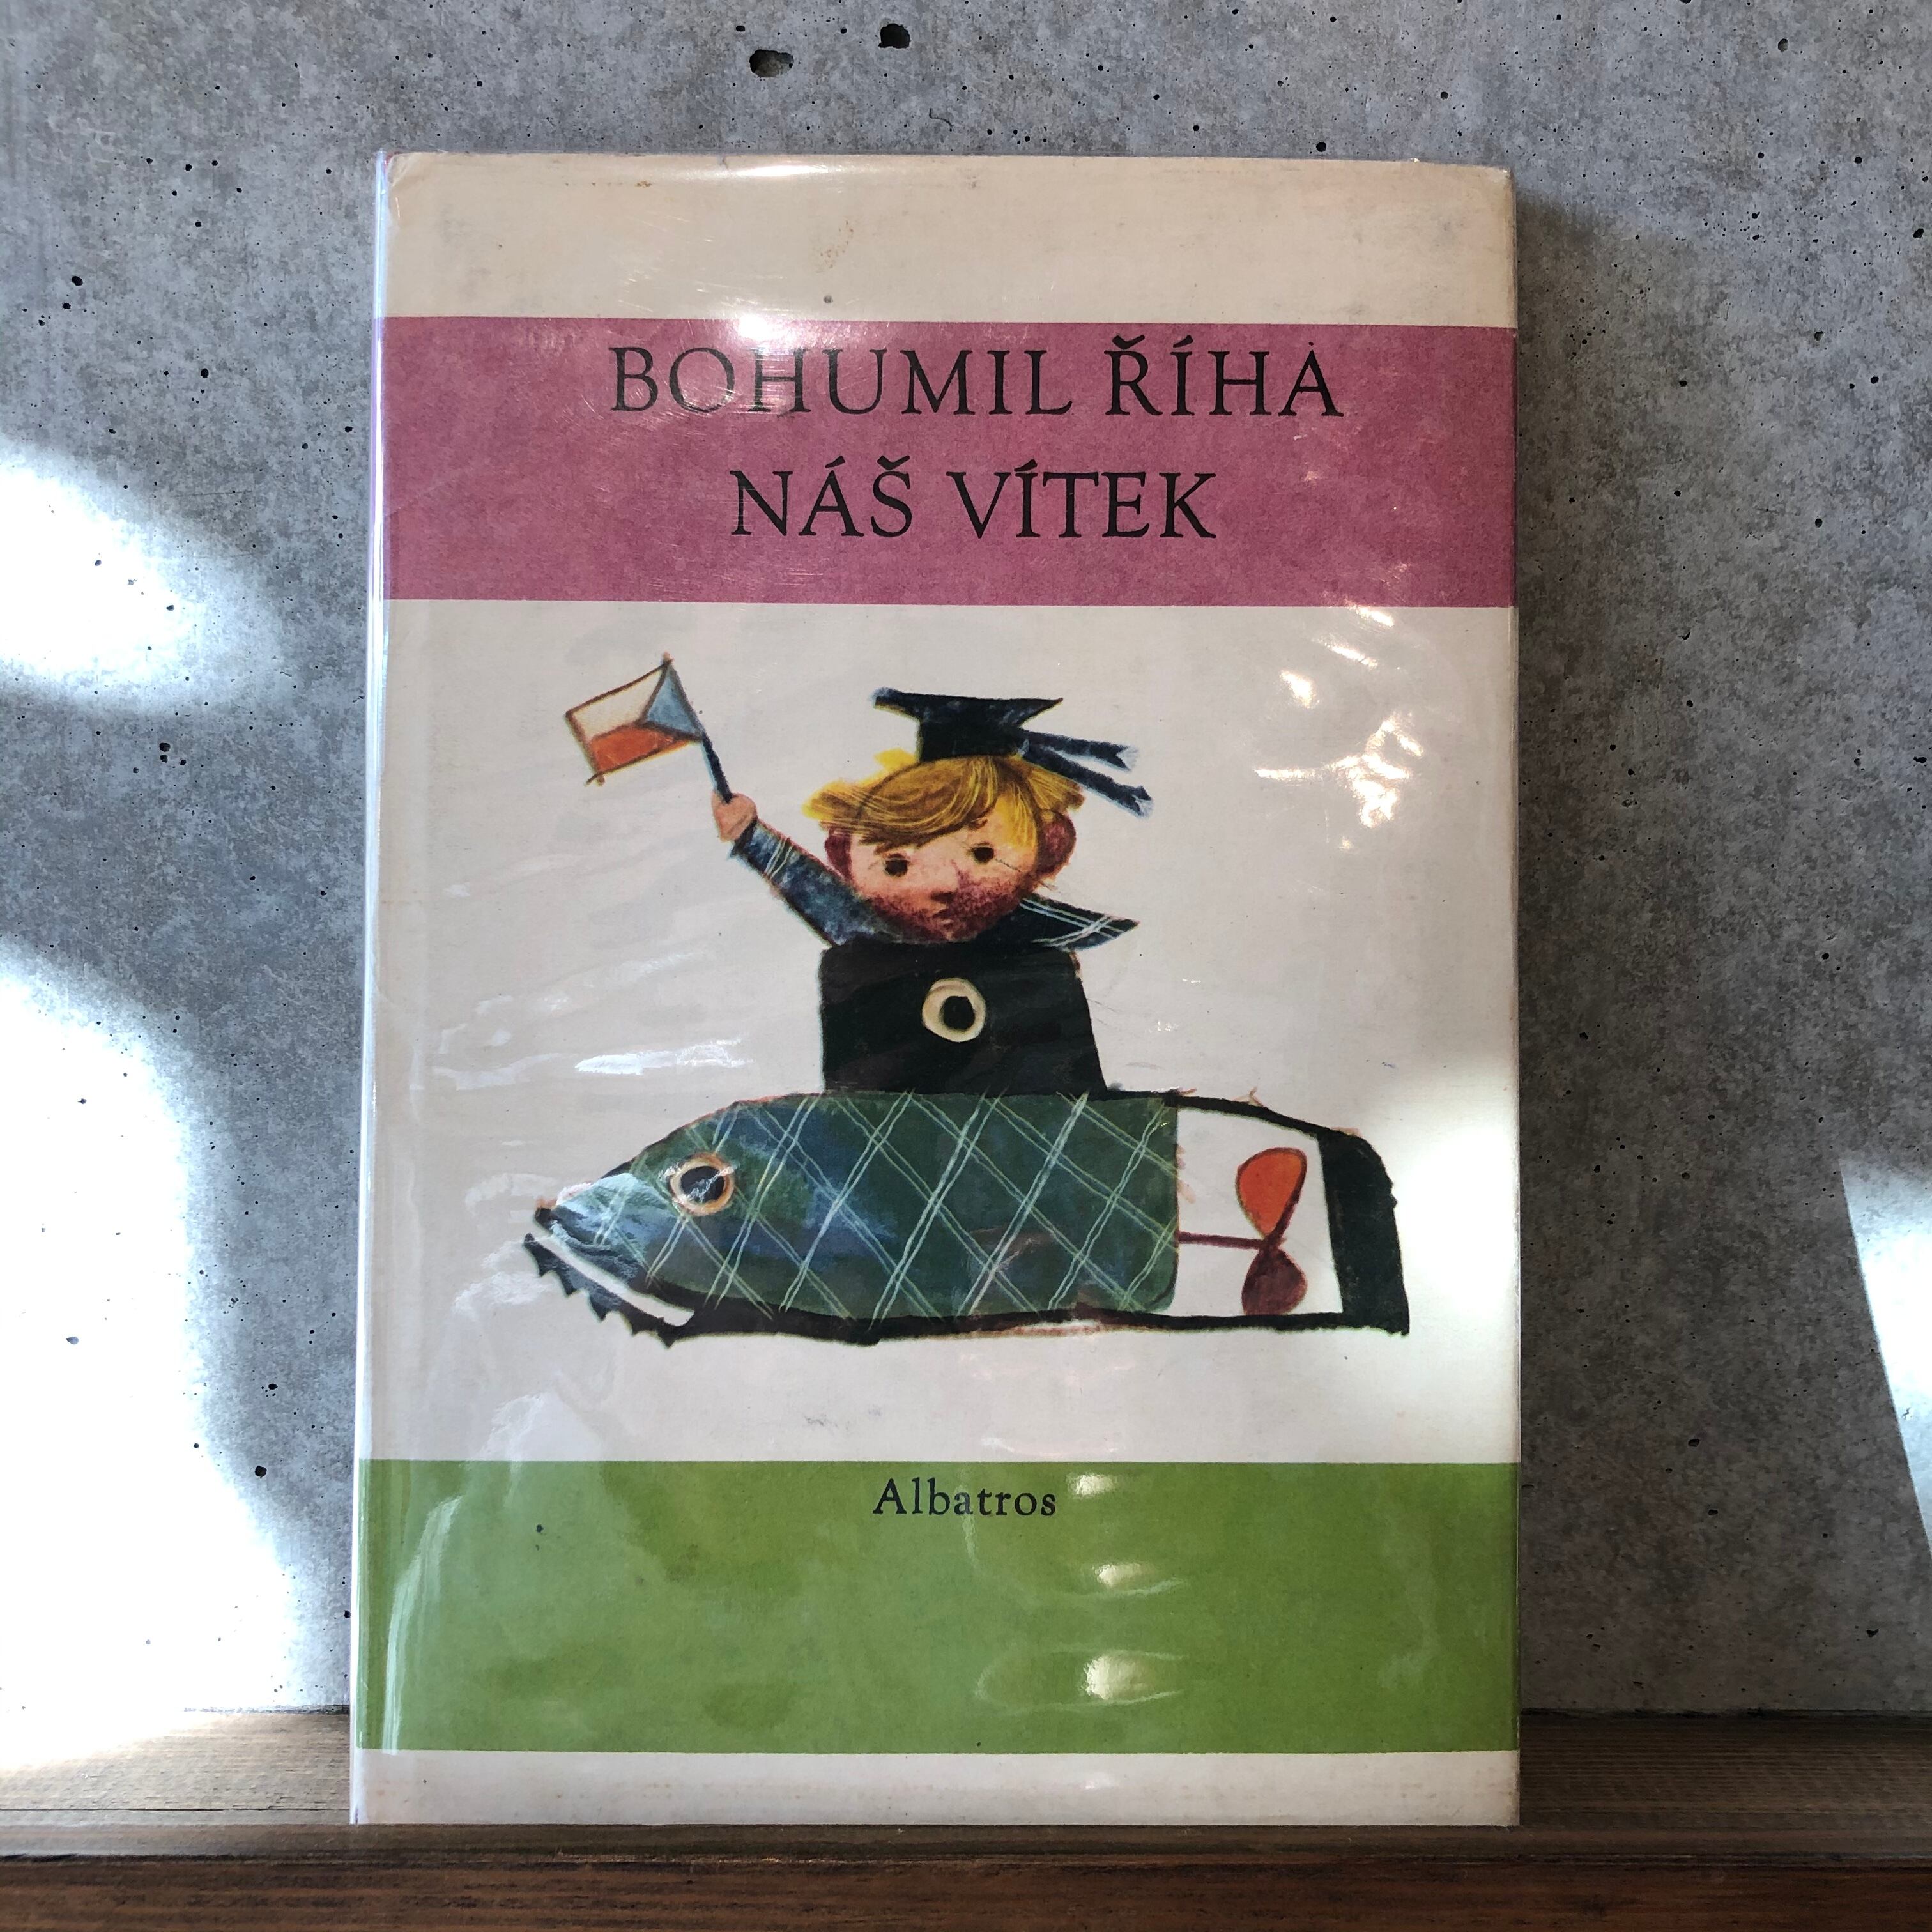 BOHUMIL ŘÍHA
NÁŠ VÍTEK
Albatros